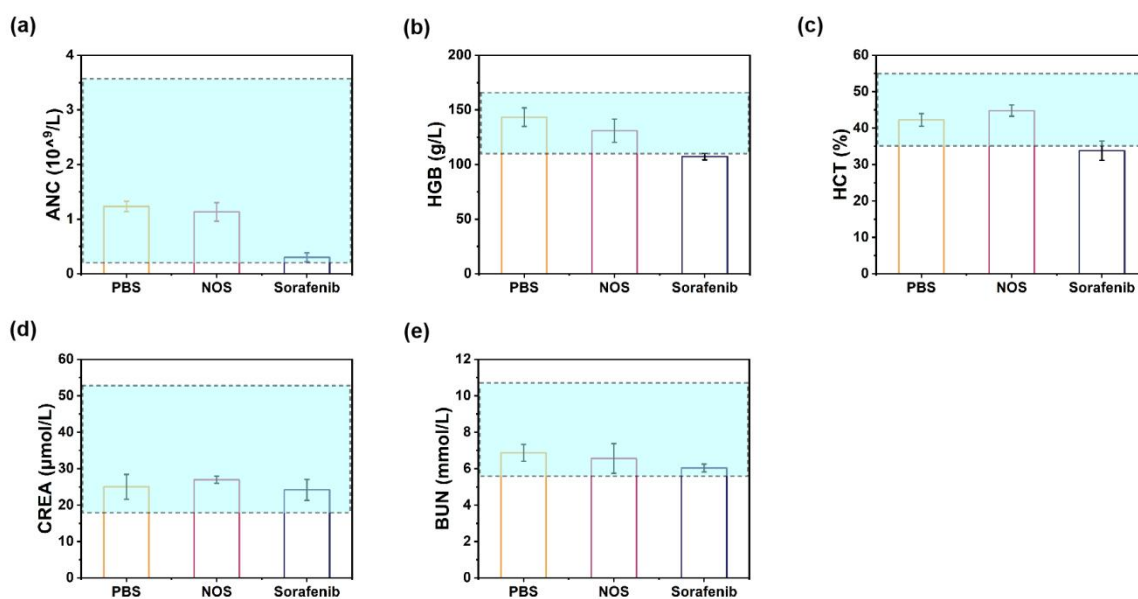 (a)
ANC (10^9/L)
4
3
2
1
0
PBS NOS Sorafenib
(b)
HGB (g/L)
200
150
100
50
0
PBS NOS Sorafenib
(c)
HCT (%)
60
50
40
30
20
10
0
PBS NOS Sorafenib
(d)
CREA (μmol/L)
60
50
40
30
20
10
0
PBS NOS Sorafenib
(e)
BUN (mmol/L)
12
10
8
6
4
2
0
PBS NOS Sorafenib